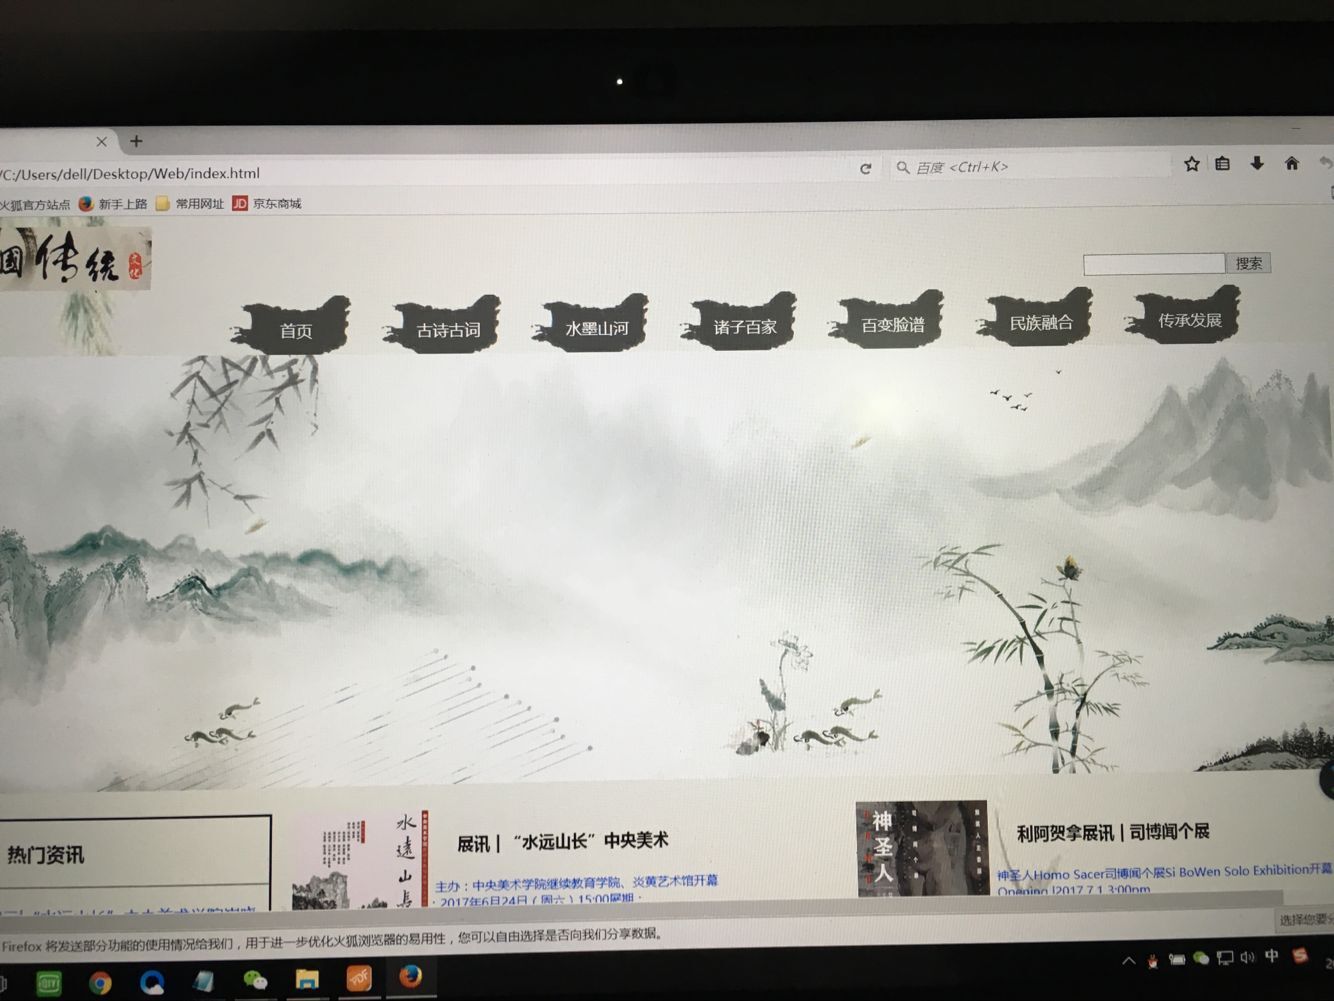 /C:/Users/dell/Desktop/Web/index.html
百度 <Ctrl+K>
火狐官方站点 新手上路 常用网址 JD 京东商城
國傳統
文化
搜索
首页 古诗古词 水墨山河 诸子百家 百变脸谱 民族融合 传承发展
热门资讯
水遠山長
展讯 | “水远山长”中央美术
主办：中央美术学院继续教育学院、炎黄艺术馆开幕
：2017年6月24日（周六）15:00展期：
神圣人
利阿贺拿展讯 | 司博闻个展
神圣人Homo Sacer司博闻个展Si BoWen Solo Exhibition开幕
Opening |2017.7.1 3:00pm
Firefox 将发送部分功能的使用情况给我们，用于进一步优化火狐浏览器的易用性，您可以自由选择是否向我们分享数据。
选择您要分
QIYI
PDF
中